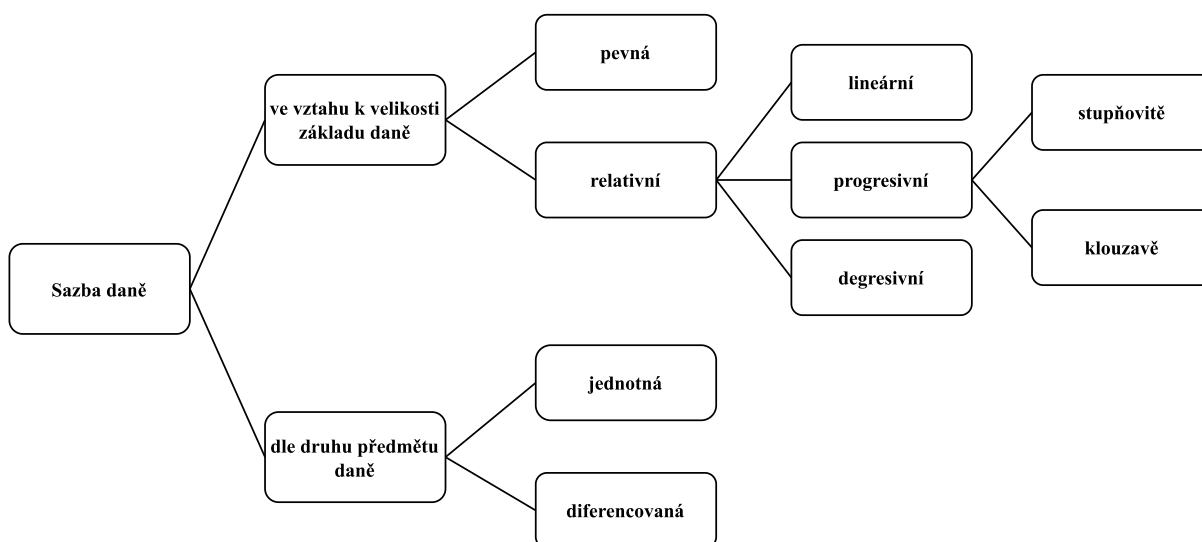 Sazba daně
ve vztahu k velikosti
základu daně
pevná
relativní
lineární
progresivní
stupňovitě
klouzavě
degresivní
dle druhu předmětu
daně
jednotná
diferencovaná